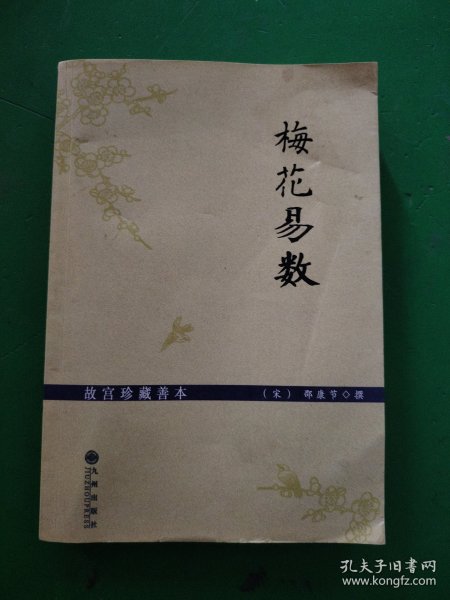 梅花易数
故宫珍藏善本
（宋） 邵康节◇撰
九州出版社
JIUZHOUPRESS
孔夫子旧书网
www.kongfz.com